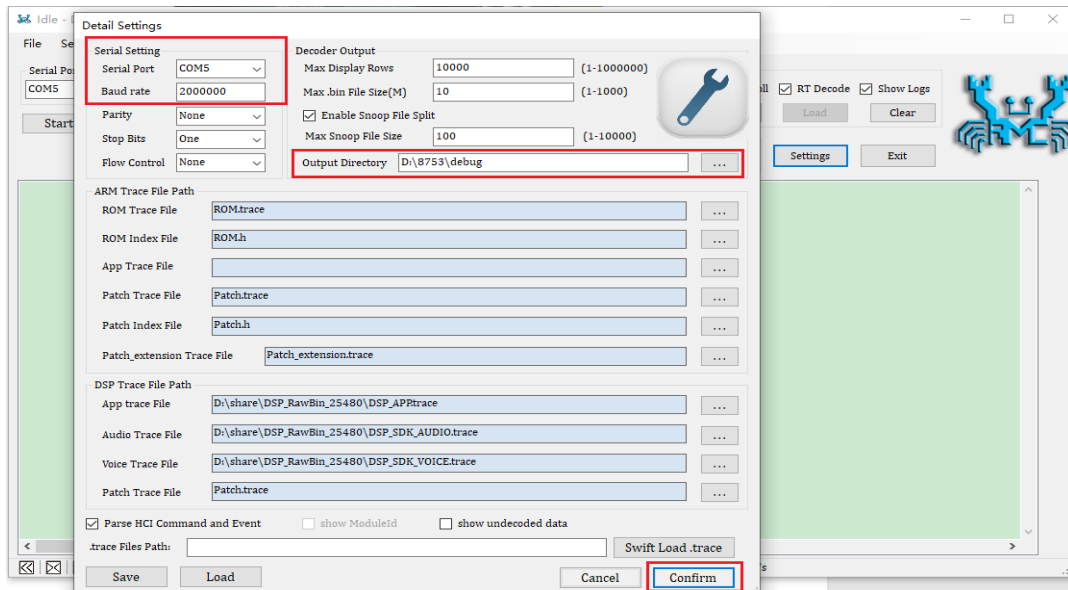 Idle -
Detail Settings
File Se
Serial Setting
Decoder Output
Serial Port COM5
Max Display Rows 10000 (1-1000000)
COM5
Baud rate 2000000
Max .bin File Size(M) 10 (1-1000)
RT Decode Show Logs
Start
Parity None
Enable Snoop File Split
Load Clear
Stop Bits One
Max Snoop File Size 100 (1-10000)
Flow Control None
Output Directory D:\8753\debug ...
Settings Exit
ARM Trace File Path
ROM Trace File ROM.trace ...
ROM Index File ROM.h ...
App Trace File ...
Patch Trace File Patch.trace ...
Patch Index File Patch.h ...
Patch_extension Trace File Patch_extension.trace ...
DSP Trace File Path
App trace File D:\share\DSP_RawBin_25480\DSP_APP.trace ...
Audio Trace File D:\share\DSP_RawBin_25480\DSP_SDK_AUDIO.trace ...
Voice Trace File D:\share\DSP_RawBin_25480\DSP_SDK_VOICE.trace ...
Patch Trace File Patch.trace ...
Parse HCI Command and Event show ModuleId show undecoded data
.trace Files Path: Swift Load .trace
Save Load Cancel Confirm